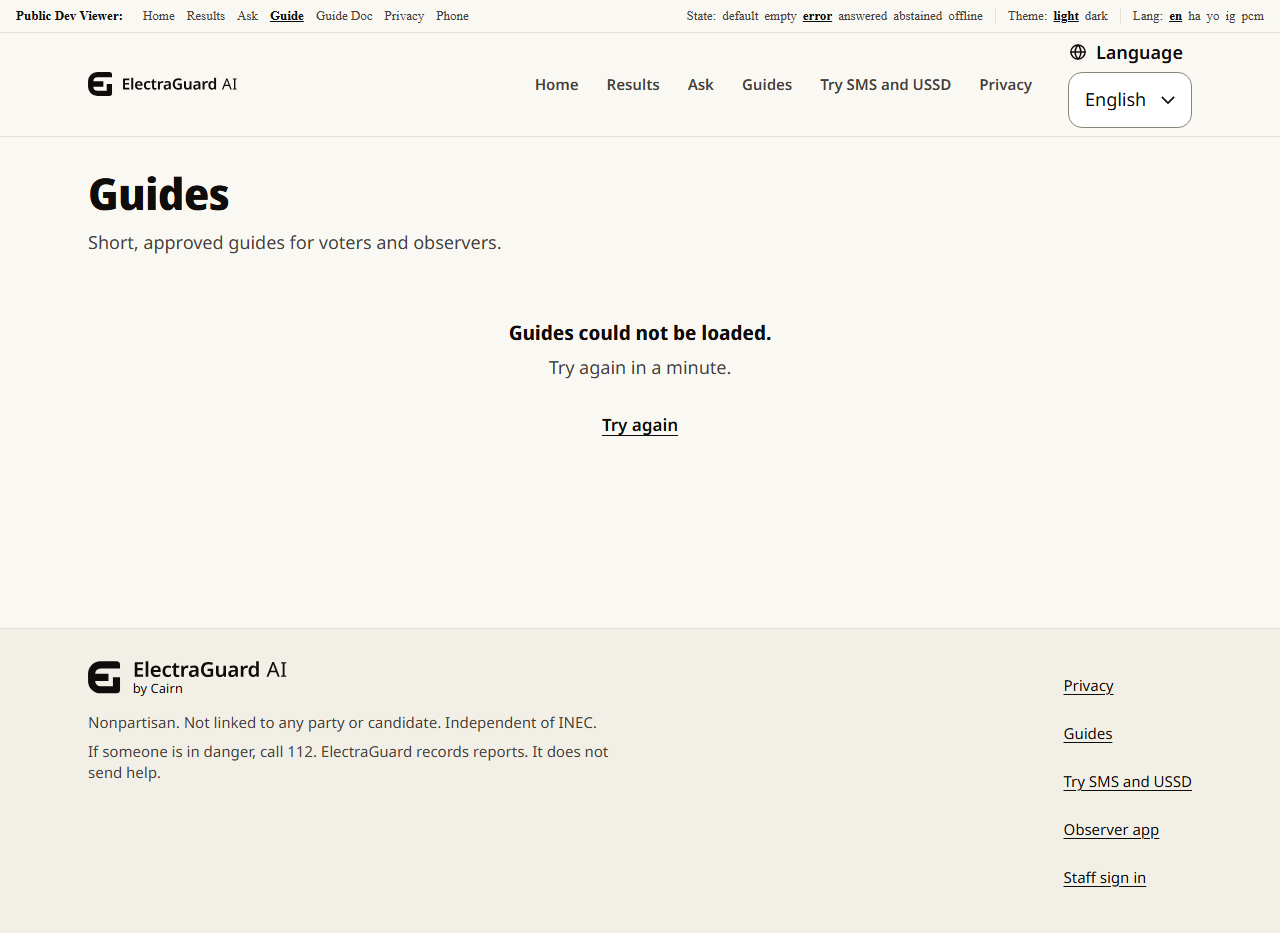 Public Dev Viewer: Home Results Ask Guide Guide Doc Privacy Phone State: default empty error answered abstained offline Theme: light dark Lang: en ha yo ig pcm
Language
ElectraGuard AI Home Results Ask Guides Try SMS and USSD Privacy
English
Guides
Short, approved guides for voters and observers.
Guides could not be loaded.
Try again in a minute.
Try again
ElectraGuard AI
by Cairn
Nonpartisan. Not linked to any party or candidate. Independent of INEC.
If someone is in danger, call 112. ElectraGuard records reports. It does not
send help.
Privacy
Guides
Try SMS and USSD
Observer app
Staff sign in